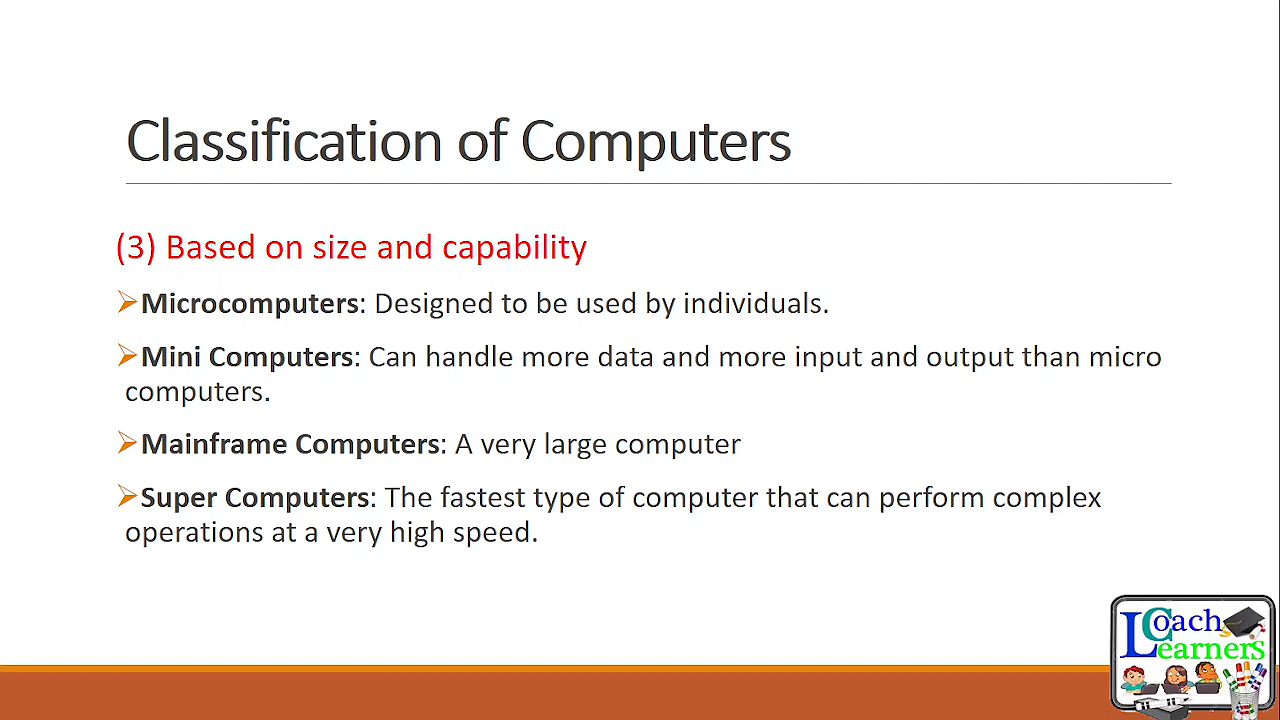 Classification of Computers
(3) Based on size and capability
➢Microcomputers: Designed to be used by individuals.
➢Mini Computers: Can handle more data and more input and output than micro
computers.
➢Mainframe Computers: A very large computer
➢Super Computers: The fastest type of computer that can perform complex
operations at a very high speed.
Coach
Learners